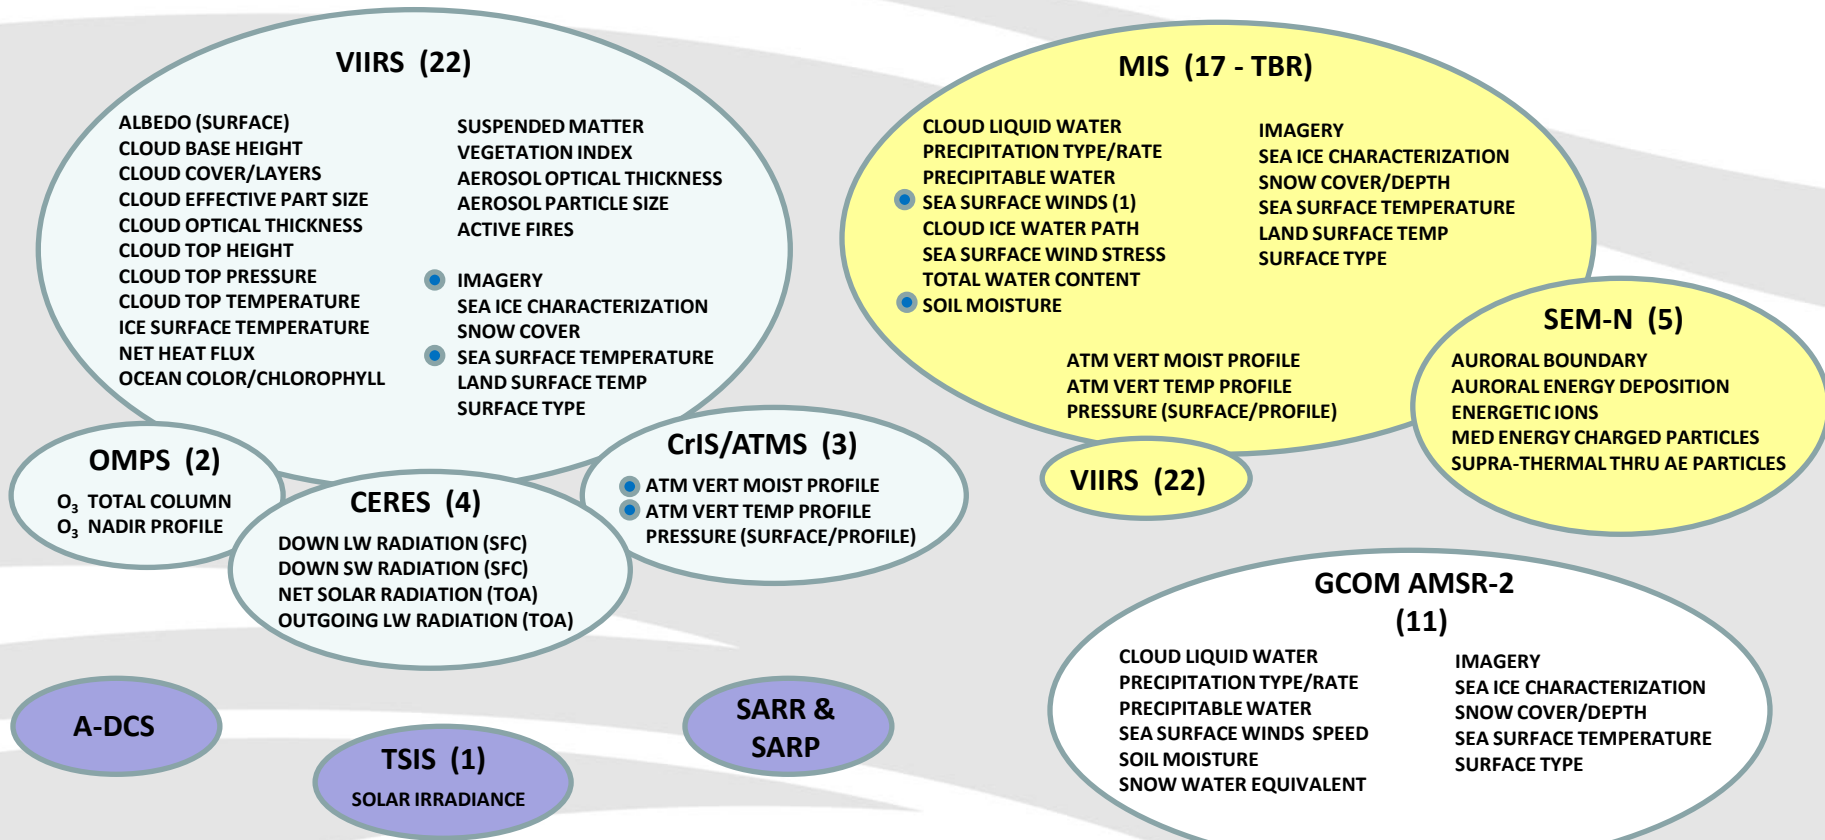 VIIRS (22)
ALBEDO (SURFACE)
CLOUD BASE HEIGHT
CLOUD COVER/LAYERS
CLOUD EFFECTIVE PART SIZE
CLOUD OPTICAL THICKNESS
CLOUD TOP HEIGHT
CLOUD TOP PRESSURE
CLOUD TOP TEMPERATURE
ICE SURFACE TEMPERATURE
NET HEAT FLUX
OCEAN COLOR/CHLOROPHYLL
SUSPENDED MATTER
VEGETATION INDEX
AEROSOL OPTICAL THICKNESS
AEROSOL PARTICLE SIZE
ACTIVE FIRES
IMAGERY
SEA ICE CHARACTERIZATION
SNOW COVER
SEA SURFACE TEMPERATURE
LAND SURFACE TEMP
SURFACE TYPE
OMPS (2)
O₃ TOTAL COLUMN
O₃ NADIR PROFILE
CERES (4)
DOWN LW RADIATION (SFC)
DOWN SW RADIATION (SFC)
NET SOLAR RADIATION (TOA)
OUTGOING LW RADIATION (TOA)
CrIS/ATMS (3)
ATM VERT MOIST PROFILE
ATM VERT TEMP PROFILE
PRESSURE (SURFACE/PROFILE)
A-DCS
TSIS (1)
SOLAR IRRADIANCE
SARR &
SARP
MIS (17 - TBR)
CLOUD LIQUID WATER
PRECIPITATION TYPE/RATE
PRECIPITABLE WATER
SEA SURFACE WINDS (1)
CLOUD ICE WATER PATH
SEA SURFACE WIND STRESS
TOTAL WATER CONTENT
SOIL MOISTURE
IMAGERY
SEA ICE CHARACTERIZATION
SNOW COVER/DEPTH
SEA SURFACE TEMPERATURE
LAND SURFACE TEMP
SURFACE TYPE
ATM VERT MOIST PROFILE
ATM VERT TEMP PROFILE
PRESSURE (SURFACE/PROFILE)
VIIRS (22)
SEM-N (5)
AURORAL BOUNDARY
AURORAL ENERGY DEPOSITION
ENERGETIC IONS
MED ENERGY CHARGED PARTICLES
SUPRA-THERMAL THRU AE PARTICLES
GCOM AMSR-2
(11)
CLOUD LIQUID WATER
PRECIPITATION TYPE/RATE
PRECIPITABLE WATER
SEA SURFACE WINDS SPEED
SOIL MOISTURE
SNOW WATER EQUIVALENT
IMAGERY
SEA ICE CHARACTERIZATION
SNOW COVER/DEPTH
SEA SURFACE TEMPERATURE
SURFACE TYPE